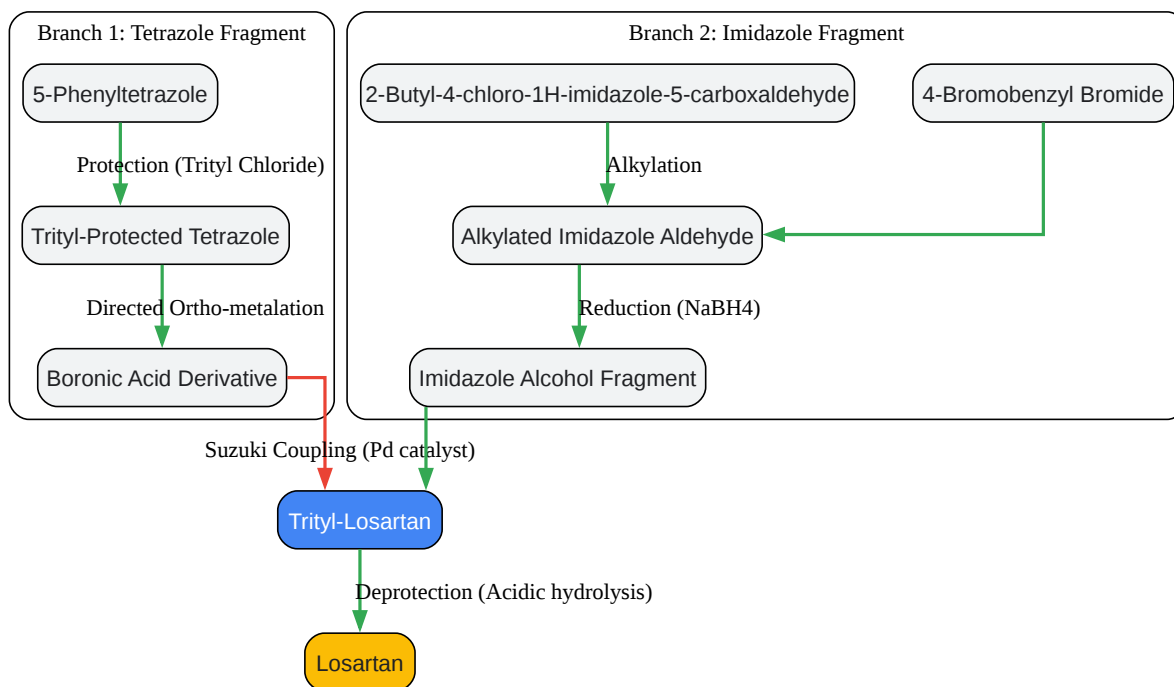 Branch 1: Tetrazole Fragment
Branch 2: Imidazole Fragment
5-Phenyltetrazole
2-Butyl-4-chloro-1H-imidazole-5-carboxaldehyde
4-Bromobenzyl Bromide
Protection (Trityl Chloride)
Alkylation
Trityl-Protected Tetrazole
Alkylated Imidazole Aldehyde
Directed Ortho-metalation
Reduction (NaBH4)
Boronic Acid Derivative
Imidazole Alcohol Fragment
Suzuki Coupling (Pd catalyst)
Trityl-Losartan
Deprotection (Acidic hydrolysis)
Losartan